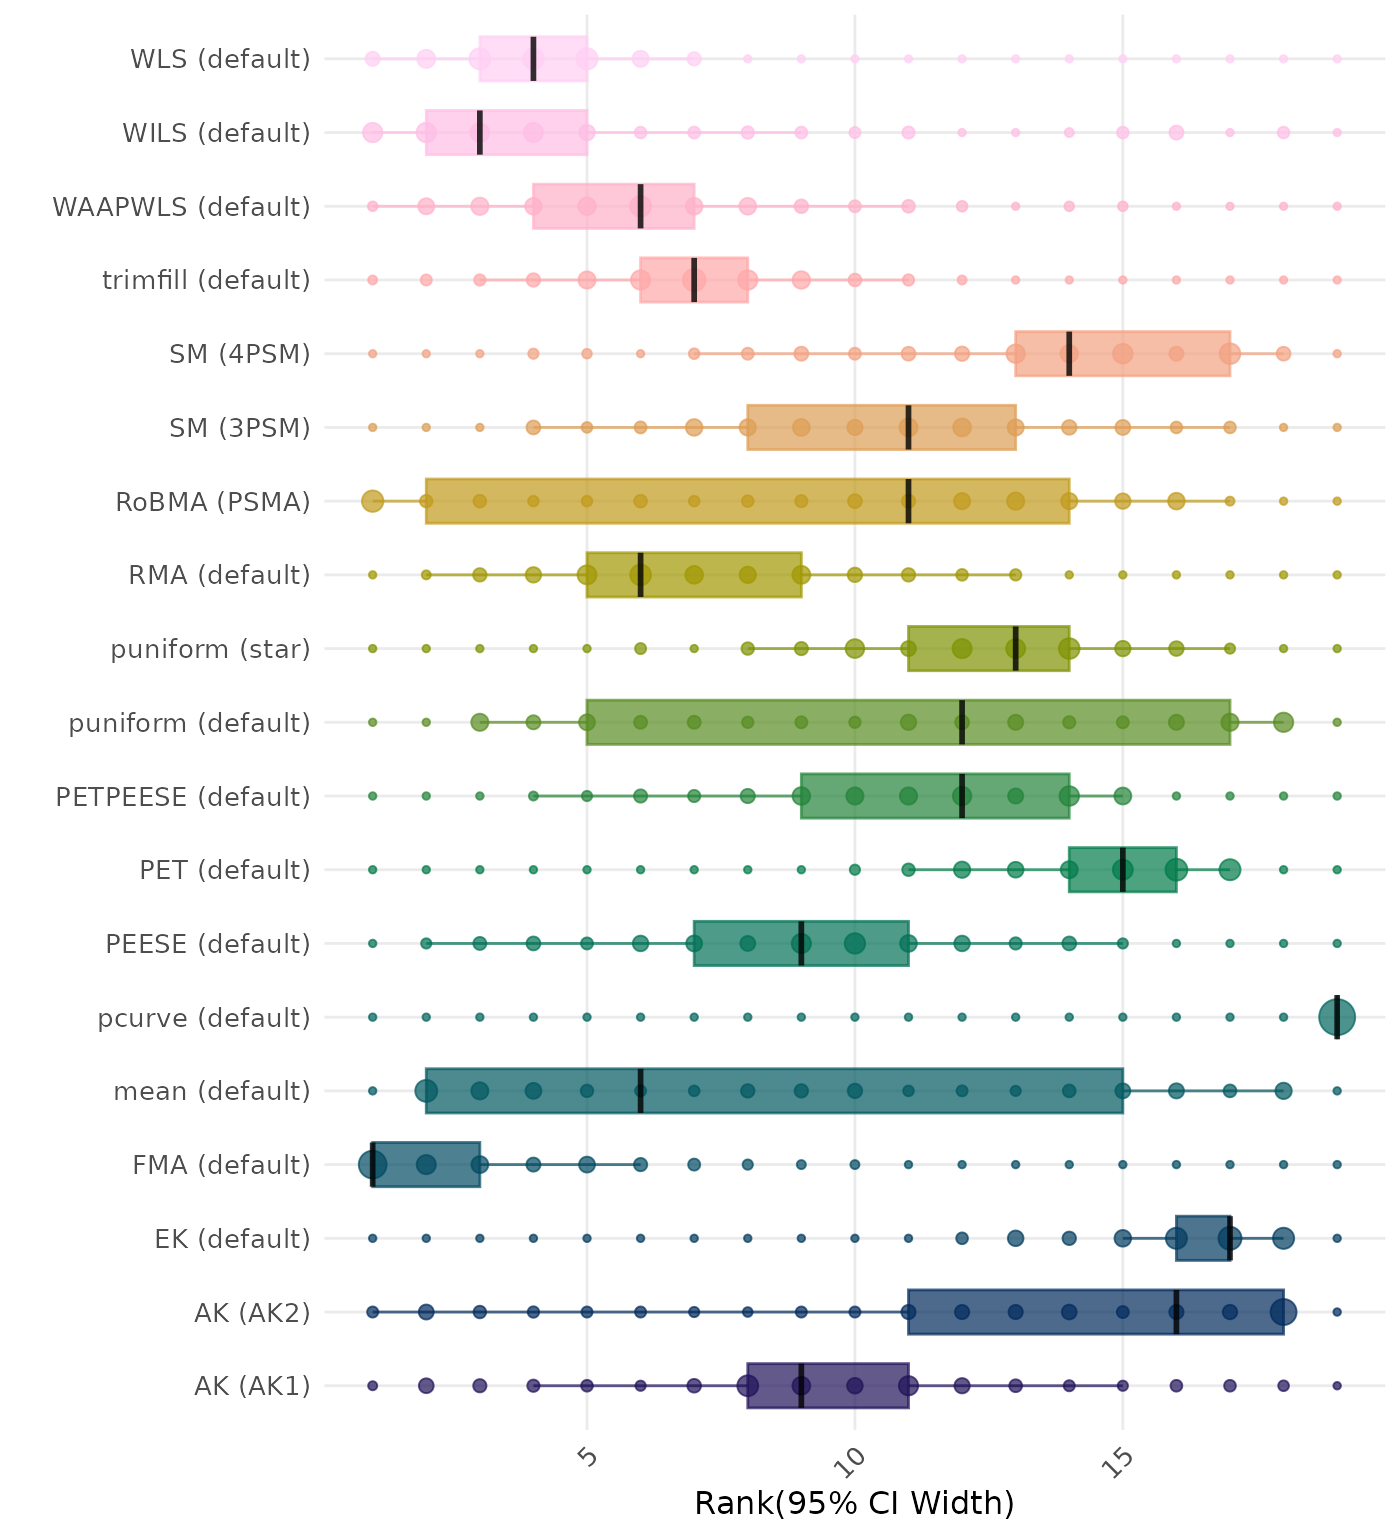 WLS (default)
WILS (default)
WAAPWLS (default)
trimfill (default)
SM (4PSM)
SM (3PSM)
RoBMA (PSMA)
RMA (default)
puniform (star)
puniform (default)
PETPEESE (default)
PET (default)
PEESE (default)
pcurve (default)
mean (default)
FMA (default)
EK (default)
AK (AK2)
AK (AK1)
5
10
15
Rank(95% CI Width)